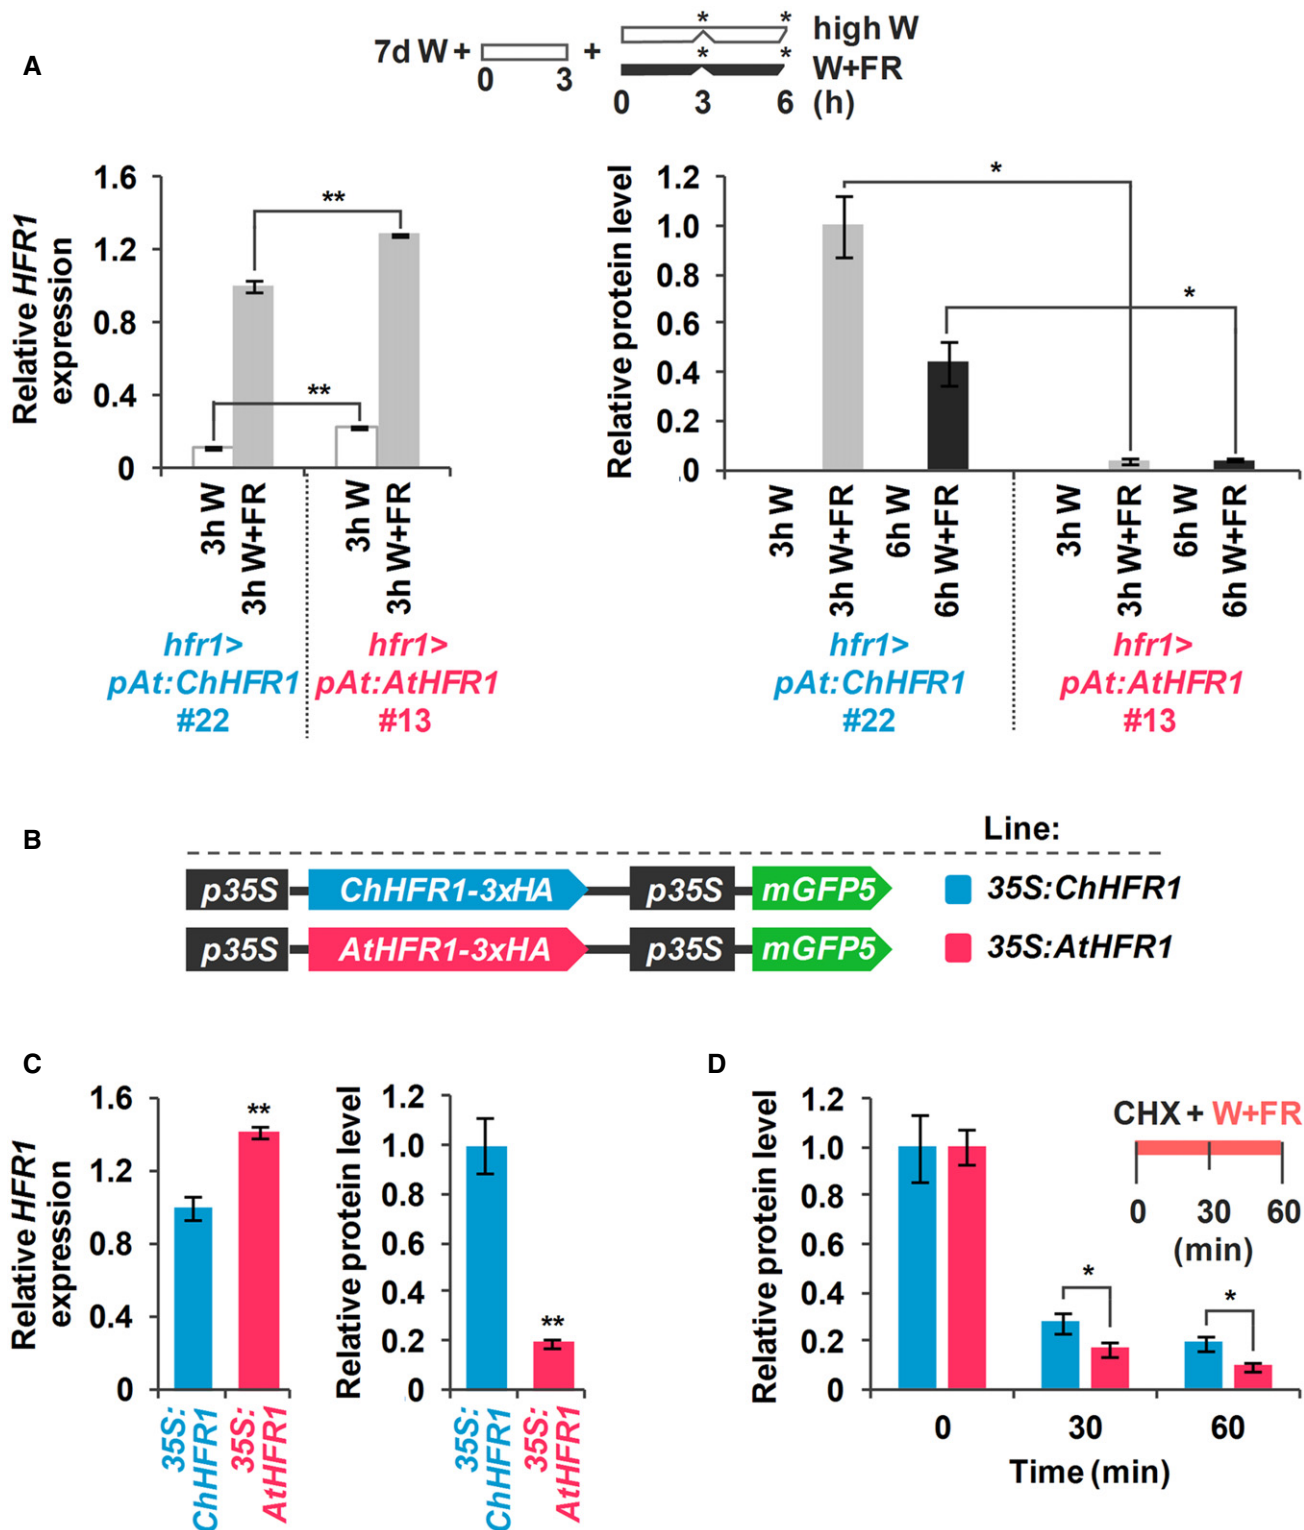 A
7d W +
0 3
+
* *
high W
* *
W+FR
0 3 6 (h)
Relative HFR1
expression
1.6
1.2
0.8
0.4
0
**
**
3h W
3h W+FR
3h W
3h W+FR
hfr1>
pAt:ChHFR1
#22
hfr1>
pAt:AtHFR1
#13
Relative protein level
1.2
1.0
0.8
0.6
0.4
0.2
.0
*
*
3h W
3h W+FR
6h W
6h W+FR
3h W
3h W+FR
6h W
6h W+FR
hfr1>
pAt:ChHFR1
#22
hfr1>
pAt:AtHFR1
#13
B
Line:
p35S ChHFR1-3xHA p35S mGFP5 35S:ChHFR1
p35S AtHFR1-3xHA p35S mGFP5 35S:AtHFR1
C
Relative HFR1
expression
1.6
1.2
0.8
0.4
0
**
35S:
ChHFR1
35S:
AtHFR1
Relative protein level
1.2
1.0
0.8
0.6
0.4
0.2
.0
**
35S:
ChHFR1
35S:
AtHFR1
D
Relative protein level
1.2
1.0
0.8
0.6
0.4
0.2
0
CHX + W+FR
0 30 60
(min)
*
*
0 30 60
Time (min)